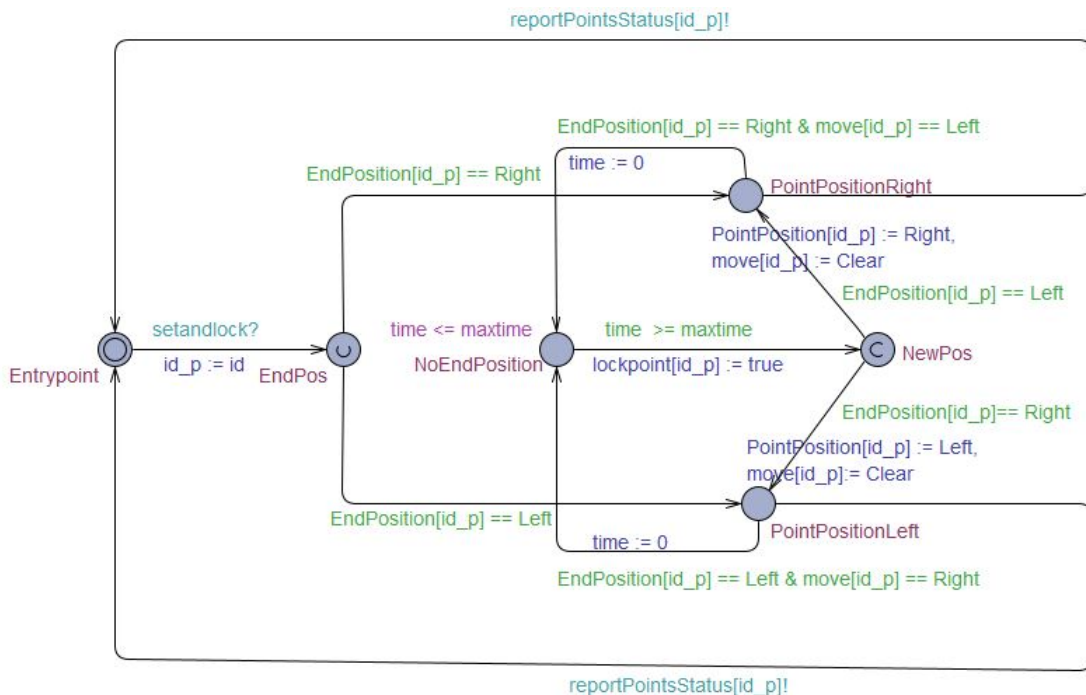 reportPointsStatus[id_p]!
EndPosition[id_p] == Right & move[id_p] == Left
time := 0
EndPosition[id_p] == Right
PointPositionRight
PointPosition[id_p] := Right,
move[id_p] := Clear
EndPosition[id_p] == Left
setandlock?
time <= maxtime
time >= maxtime
Entrypoint
id_p := id
EndPos
NoEndPosition
lockpoint[id_p] := true
NewPos
EndPosition[id_p]== Right
PointPosition[id_p] := Left,
move[id_p]:= Clear
EndPosition[id_p] == Left
time := 0
PointPositionLeft
EndPosition[id_p] == Left & move[id_p] == Right
reportPointsStatus[id_p]!